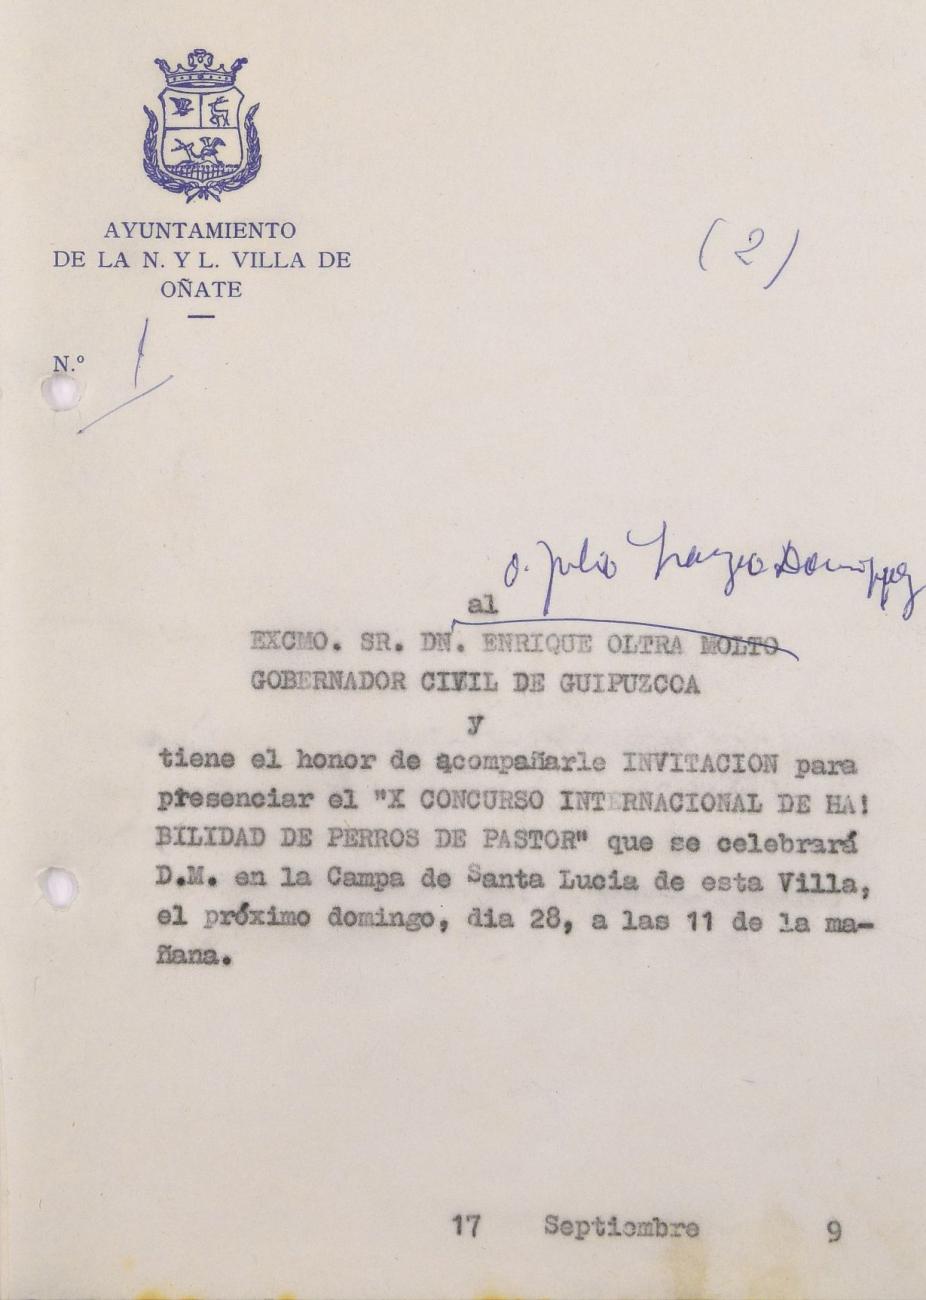 AYUNTAMIENTO
DE LA N. Y L. VILLA DE
OÑATE
(2)
N.º 1
D. Julio
al
EXCMO. SR. DN. ENRIQUE OLTRA MOLTO
GOBERNADOR CIVIL DE GUIPUZCOA
y
tiene el honor de acompañarle INVITACION para
presenciar el "X CONCURSO INTERNACIONAL DE HA!
BILIDAD DE PERROS DE PASTOR" que se celebrará
D.M. en la Campa de Santa Lucia de esta Villa,
el próximo domingo, dia 28, a las 11 de la ma-
ñana.
17 Septiembre 9